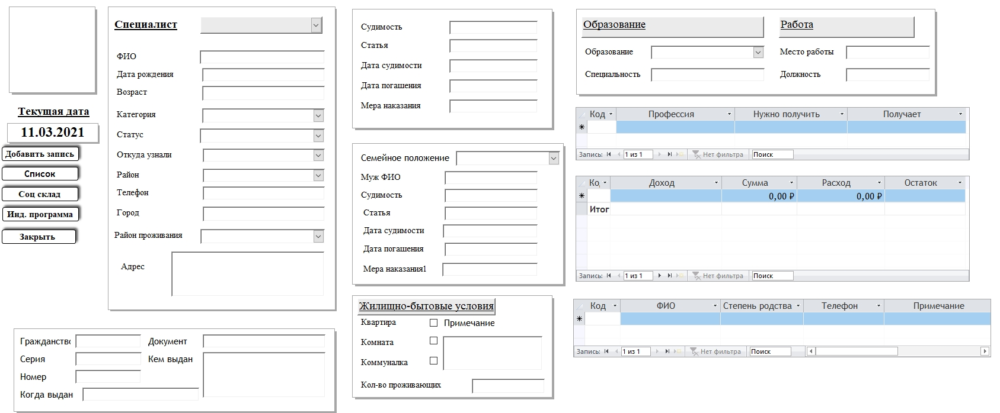 Текущая дата
11.03.2021
Добавить запись
Список
Соц склад
Инд. программа
Закрыть
Специалист
ФИО
Дата рождения
Возраст
Категория
Статус
Откуда узнали
Район
Телефон
Город
Район проживания
Адрес
Гражданств
Серия
Номер
Когда выдан
Документ
Кем выдан
Судимость
Статья
Дата судимости
Дата погашения
Мера наказания
Семейное положение
Муж ФИО
Судимость
Статья
Дата судимости
Дата погашения
Мера наказания1
Жилищно-бытовые условия
Квартира Примечание
Комната
Коммуналка
Кол-во проживающих
Образование Работа
Образование Место работы
Специальность Должность
Код Профессия Нужно получить Получает
Запись: 1 из 1 Нет фильтра Поиск
Ко Доход Сумма Расход Остаток
0,00 ₽ 0,00 ₽
Итог
Запись: 1 из 1 Нет фильтра Поиск
Код ФИО Степень родства Телефон Примечание
Запись: 1 из 1 Нет фильтра Поиск